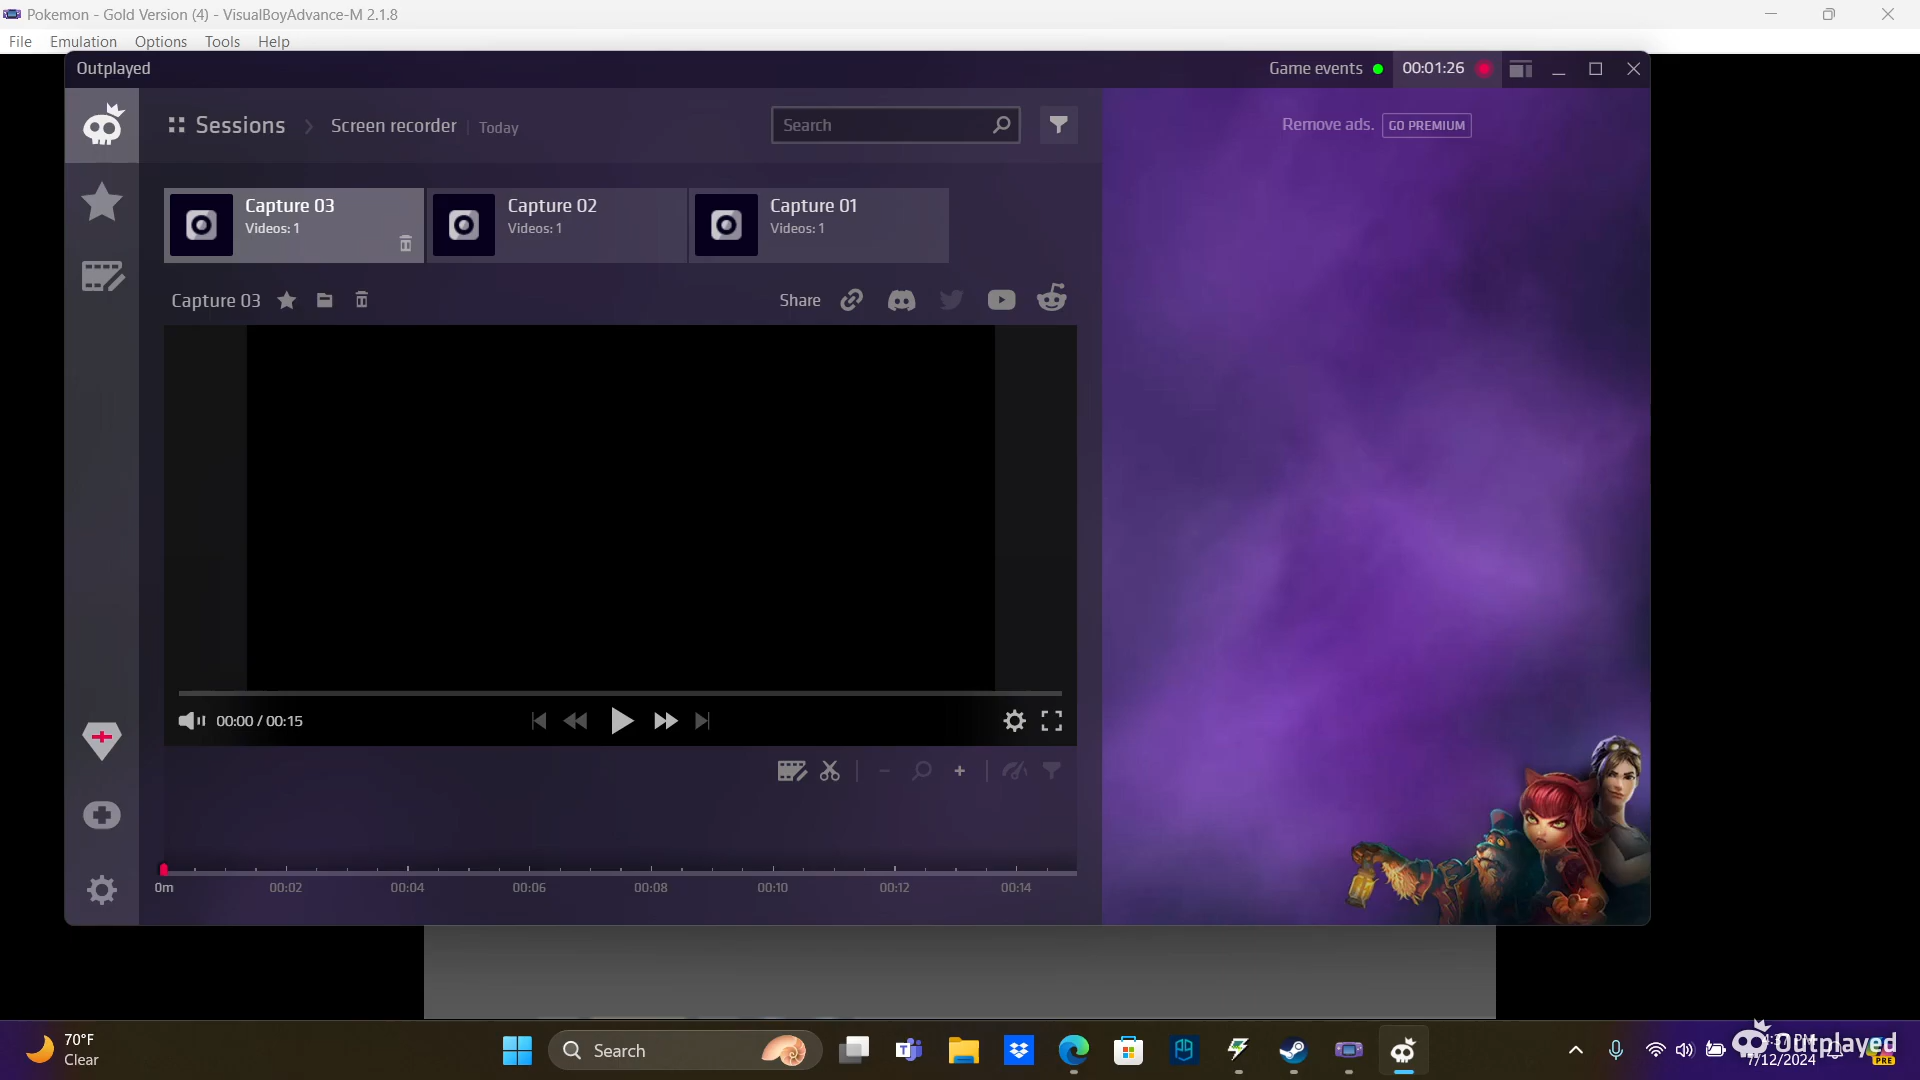 Pokemon - Gold Version (4) - VisualBoyAdvance-M 2.1.8
File Emulation Options Tools Help
Outplayed
Game events 00:01:26
Sessions Screen recorder Today
Search
Remove ads. GO PREMIUM
Capture 03
Videos: 1
Capture 02
Videos: 1
Capture 01
Videos: 1
Capture 03
Share
00:00 / 00:15
0m 00:02 00:04 00:06 00:08 00:10 00:12 00:14
70°F
Clear
Search
Outplayed
7/12/2024
PRE